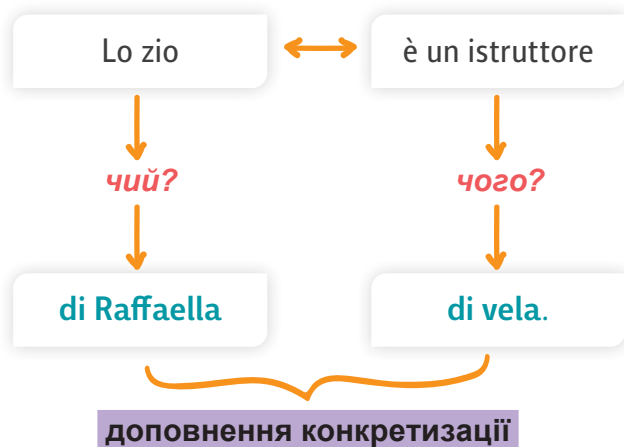 Lo zio
è un istruttore
чий?
чого?
di Raffaella
di vela.
доповнення конкретизації